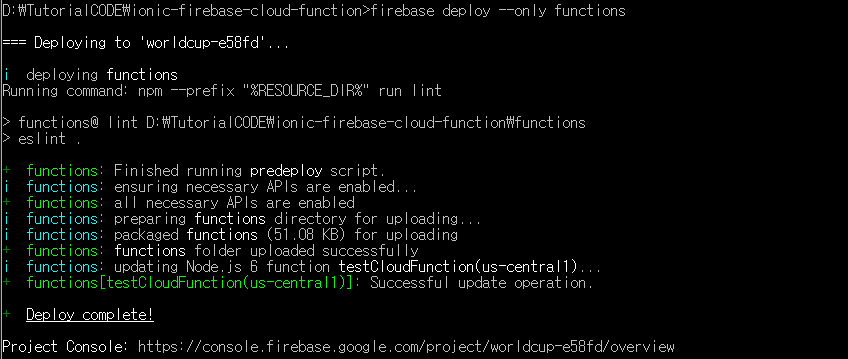 D:₩TutorialCODE₩ionic-firebase-cloud-function>firebase deploy --only functions
=== Deploying to 'worldcup-e58fd'...
i  deploying functions
Running command: npm --prefix "%RESOURCE_DIR%" run lint
> functions@ lint D:₩TutorialCODE₩ionic-firebase-cloud-function₩functions
> eslint .
+  functions: Finished running predeploy script.
i  functions: ensuring necessary APIs are enabled...
+  functions: all necessary APIs are enabled
i  functions: preparing functions directory for uploading...
i  functions: packaged functions (51.08 KB) for uploading
+  functions: functions folder uploaded successfully
i  functions: updating Node.js 6 function testCloudFunction(us-central1)...
+  functions[testCloudFunction(us-central1)]: Successful update operation.
+  Deploy complete!
Project Console: https://console.firebase.google.com/project/worldcup-e58fd/overview